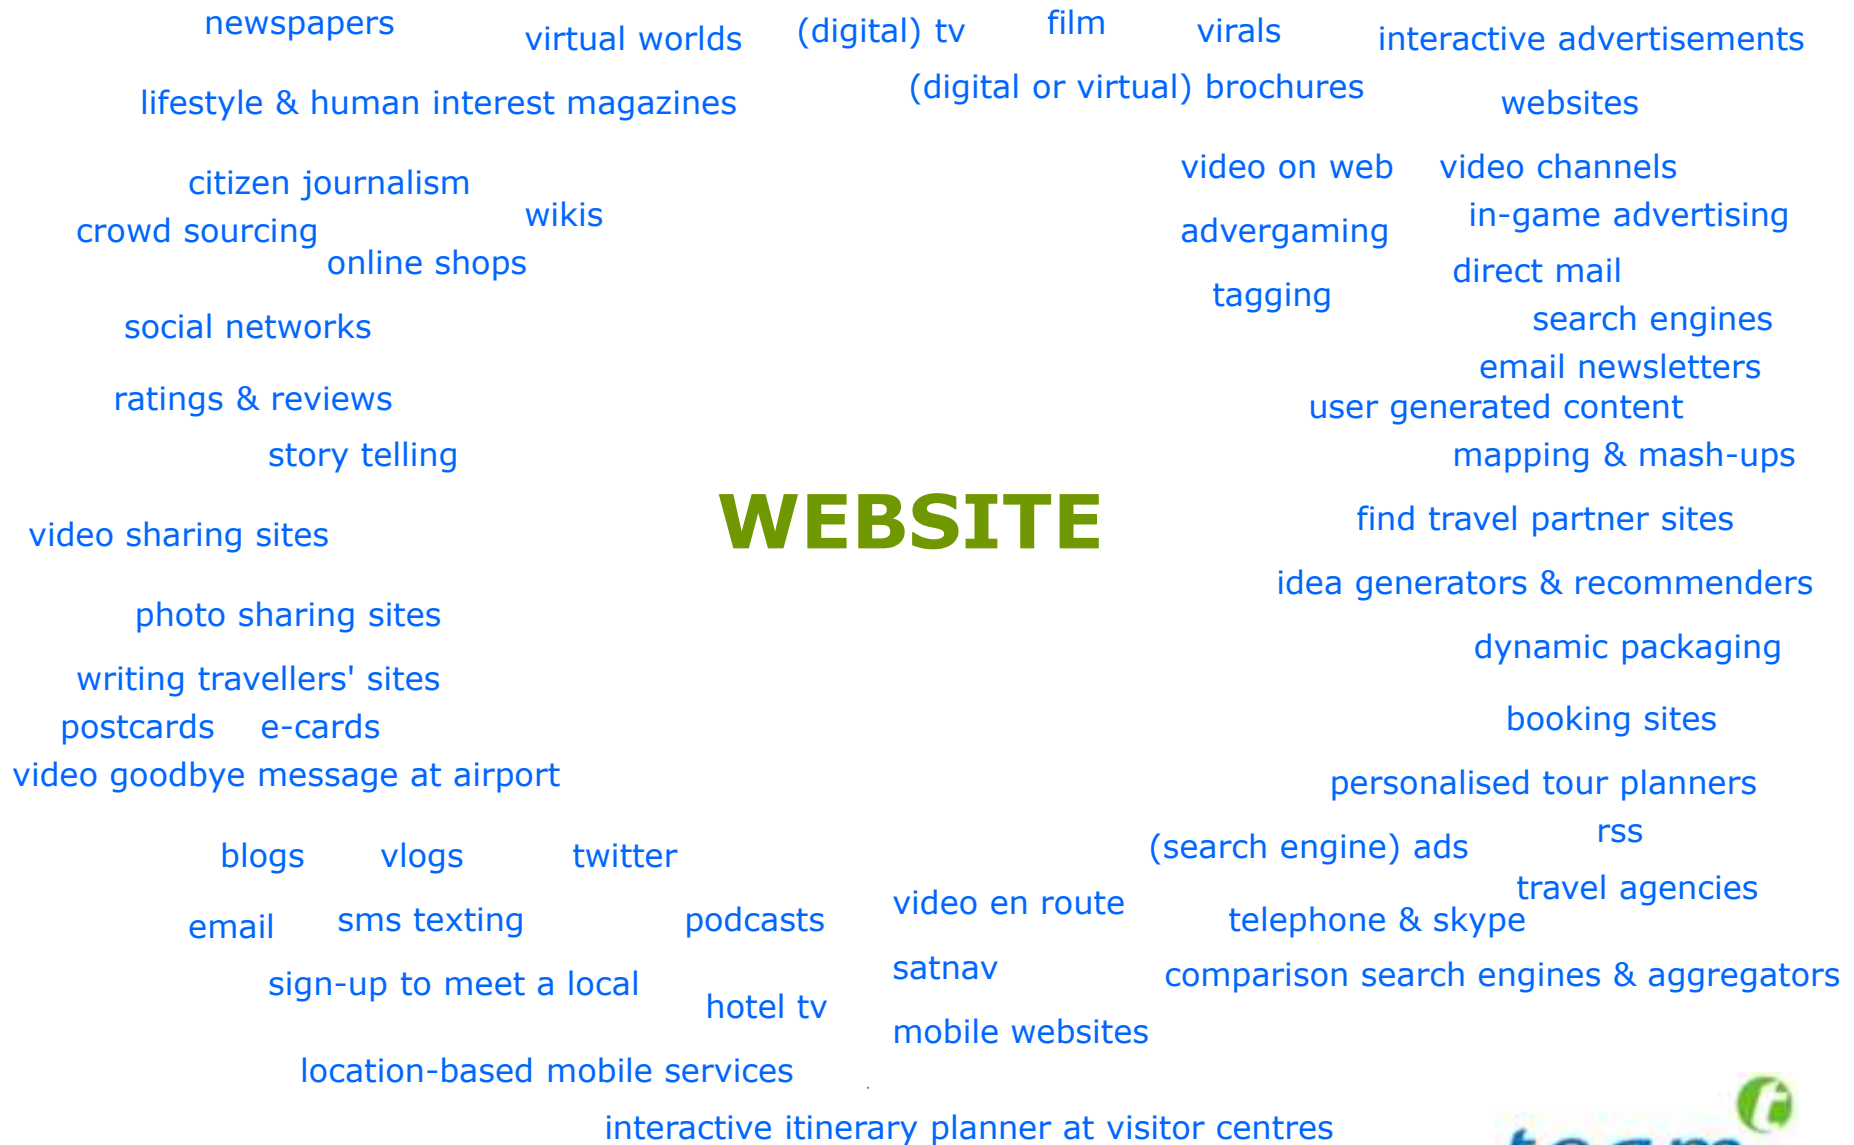 newspapers
virtual worlds
(digital) tv
film
virals
interactive advertisements
lifestyle & human interest magazines
(digital or virtual) brochures
websites
citizen journalism
video on web
video channels
crowd sourcing
wikis
advergaming
in-game advertising
online shops
direct mail
tagging
social networks
search engines
email newsletters
ratings & reviews
user generated content
story telling
mapping & mash-ups
WEBSITE
video sharing sites
find travel partner sites
idea generators & recommenders
photo sharing sites
dynamic packaging
writing travellers' sites
postcards
e-cards
booking sites
video goodbye message at airport
personalised tour planners
rss
blogs
vlogs
twitter
(search engine) ads
travel agencies
email
sms texting
podcasts
video en route
telephone & skype
sign-up to meet a local
satnav
comparison search engines & aggregators
hotel tv
mobile websites
location-based mobile services
interactive itinerary planner at visitor centres
t
team